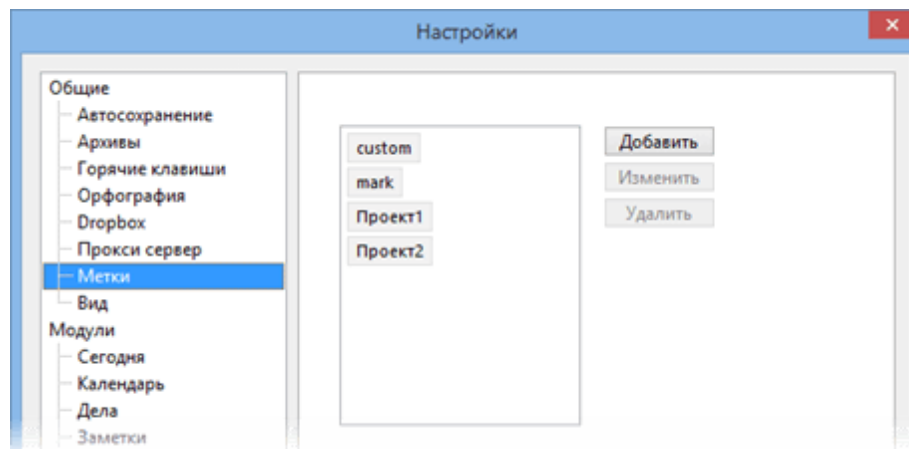 Настройки
Общие
Автосохранение
Архивы
Горячие клавиши
Орфография
Dropbox
Прокси сервер
Метки
Вид
Модули
Сегодня
Календарь
Дела
Заметки
custom
mark
Проект1
Проект2
Добавить
Изменить
Удалить